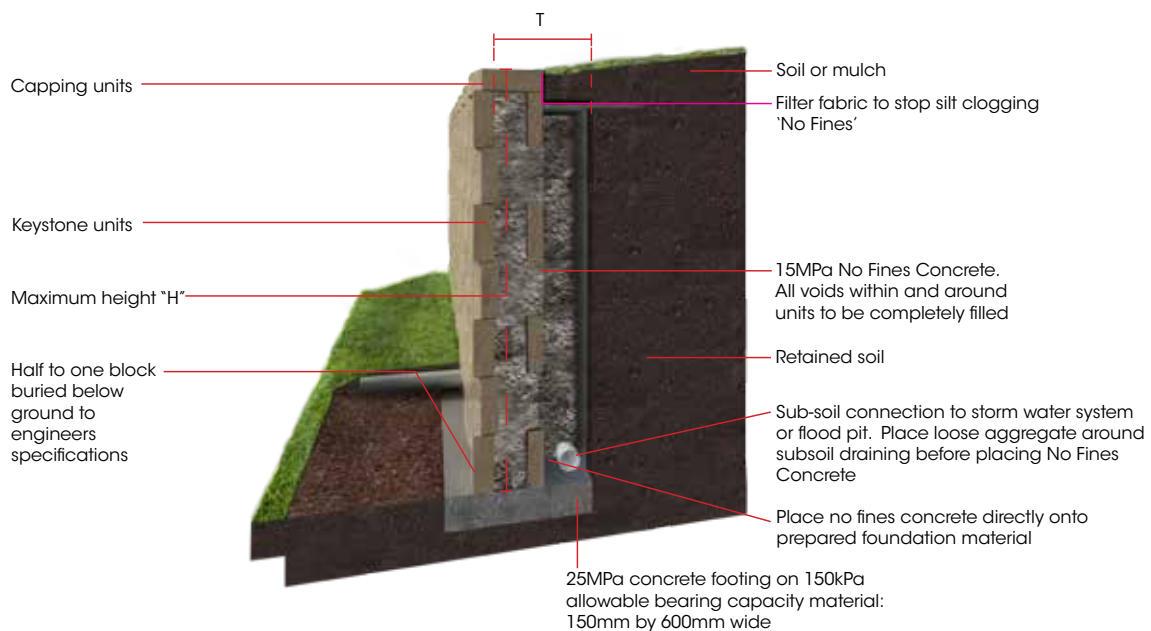 T
Capping units
Soil or mulch
Filter fabric to stop silt clogging
‘No Fines’
Keystone units
15MPa No Fines Concrete.
All voids within and around
units to be completely filled
Maximum height “H”
Retained soil
Half to one block
buried below
ground to
engineers
specifications
Sub-soil connection to storm water system
or flood pit. Place loose aggregate around
subsoil draining before placing No Fines
Concrete
Place no fines concrete directly onto
prepared foundation material
25MPa concrete footing on 150kPa
allowable bearing capacity material:
150mm by 600mm wide